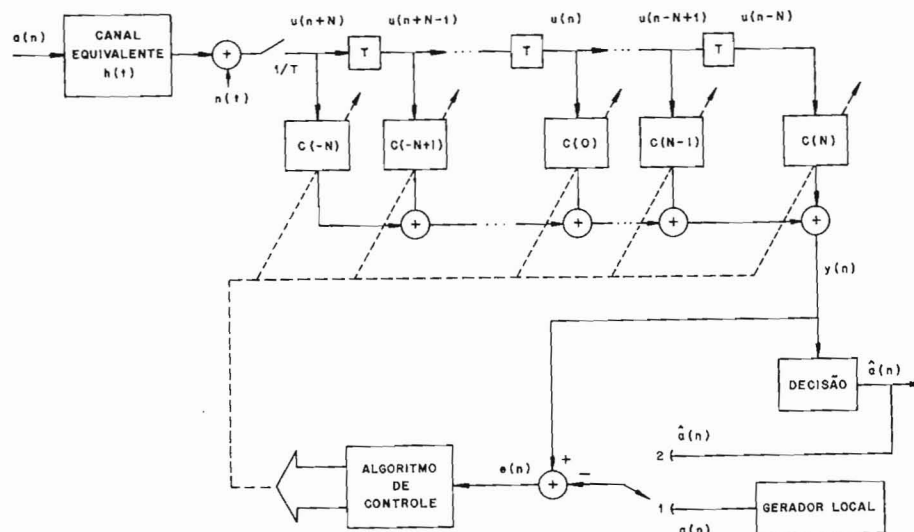 a(n)
CANAL
EQUIVALENTE
h(t)
+
n(t)
1/T
u(n+N)
T
u(n+N-1)
...
T
u(n)
...
u(n-N+1)
T
u(n-N)
C(-N)
C(-N+1)
C(0)
C(N-1)
C(N)
+
...
+
...
+
+
y(n)
DECISÃO
â(n)
â(n)
2
ALGORITMO
DE
CONTROLE
e(n)
+
+
-
1
GERADOR LOCAL
a(n)